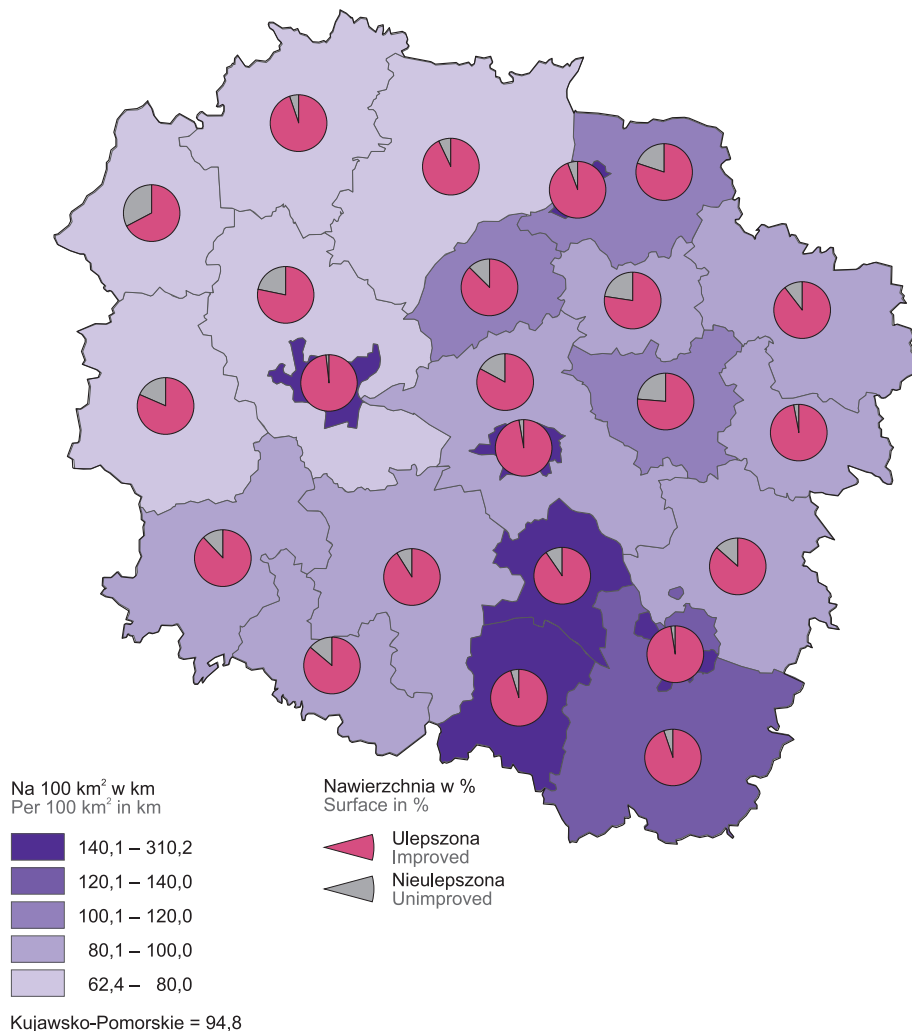 Na 100 km² w km
Per 100 km² in km
140,1 – 310,2
120,1 – 140,0
100,1 – 120,0
80,1 – 100,0
62,4 – 80,0
Kujawsko-Pomorskie = 94,8
Nawierzchnia w %
Surface in %
Ulepszona
Improved
Nieulepszona
Unimproved